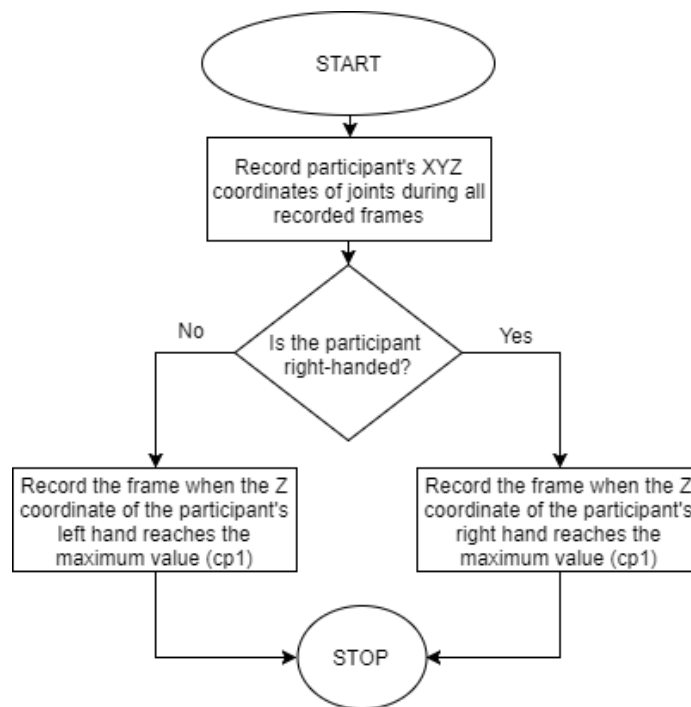 START
Record participant's XYZ
coordinates of joints during all
recorded frames
No
Is the participant
right-handed?
Yes
Record the frame when the Z
coordinate of the participant's
left hand reaches the
maximum value (cp1)
Record the frame when the Z
coordinate of the participant's
right hand reaches the
maximum value (cp1)
STOP